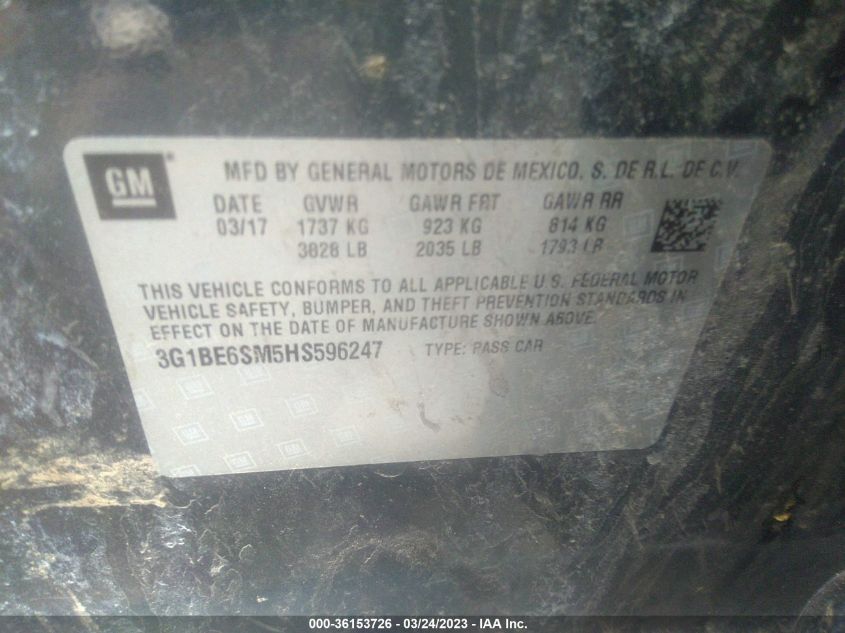 GM
MFD BY GENERAL MOTORS DE MEXICO, S. DE R.L. DE C.V.
DATE GVWR GAWR FRT GAWR RR
03/17 1737 KG 923 KG 814 KG
3828 LB 2035 LB 1793 LB
THIS VEHICLE CONFORMS TO ALL APPLICABLE U.S. FEDERAL MOTOR
VEHICLE SAFETY, BUMPER, AND THEFT PREVENTION STANDARDS IN
EFFECT ON THE DATE OF MANUFACTURE SHOWN ABOVE.
3G1BE6SM5HS596247 TYPE: PASS CAR
000-36153726 — 03/24/2023 — IAA Inc.